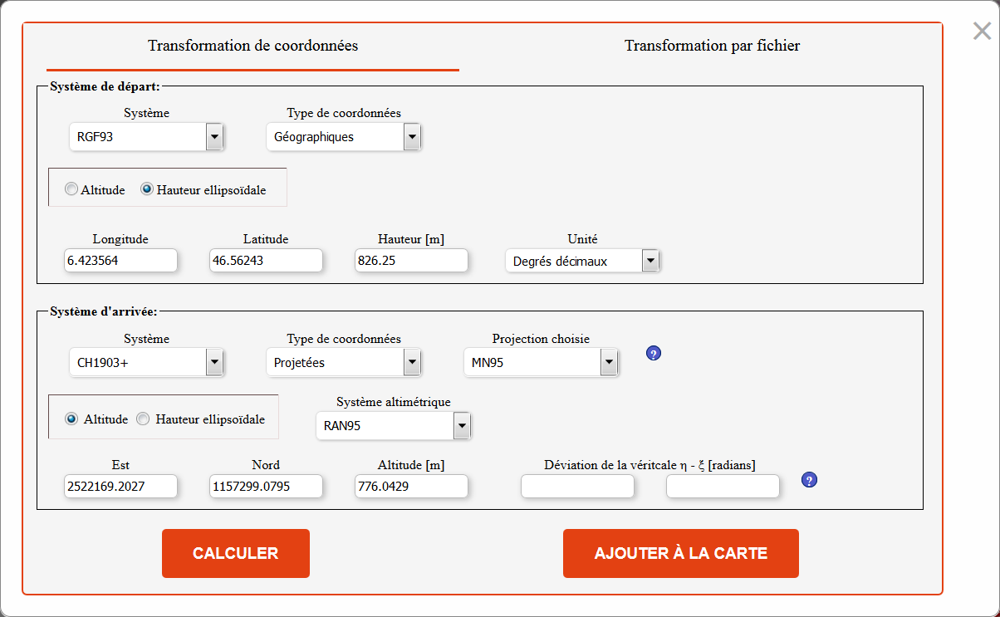 Transformation de coordonnées
Transformation par fichier
Système de départ:
Système
Type de coordonnées
RGF93
Géographiques
Altitude
Hauteur ellipsoïdale
Longitude
Latitude
Hauteur [m]
Unité
6.423564
46.56243
826.25
Degrés décimaux
Système d'arrivée:
Système
Type de coordonnées
Projection choisie
CH1903+
Projetées
MN95
?
Altitude
Hauteur ellipsoïdale
Système altimétrique
RAN95
Est
Nord
Altitude [m]
Déviation de la véritcale η - ξ [radians]
2522169.2027
1157299.0795
776.0429
?
CALCULER
AJOUTER À LA CARTE